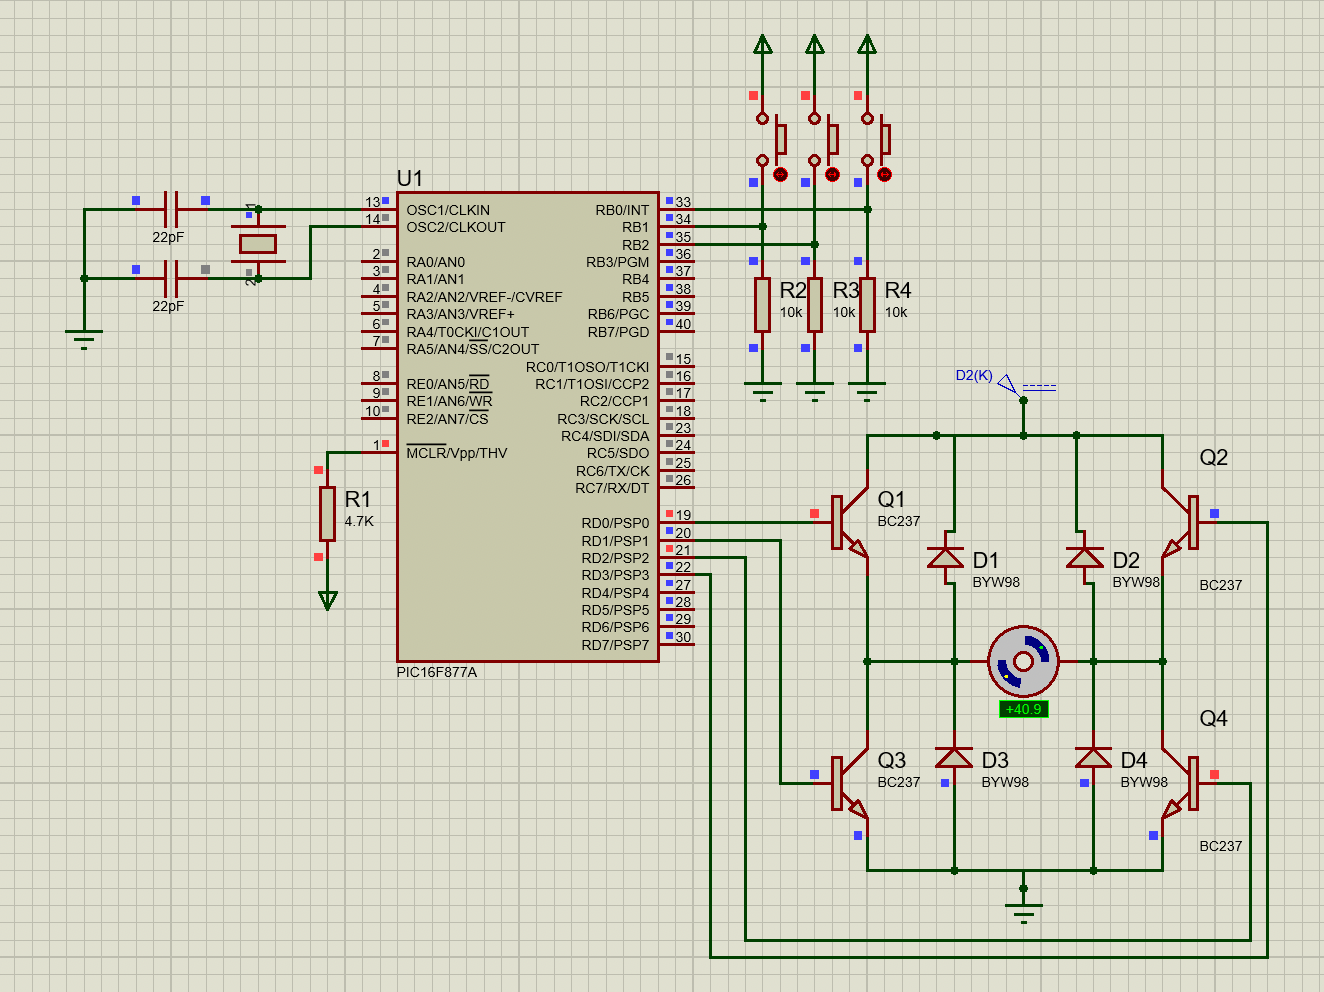 U1
13
14
2
3
4
5
6
7
8
9
10
1
OSC1/CLKIN
OSC2/CLKOUT
RA0/AN0
RA1/AN1
RA2/AN2/VREF-/CVREF
RA3/AN3/VREF+
RA4/T0CKI/C1OUT
RA5/AN4/SS/C2OUT
RE0/AN5/RD
RE1/AN6/WR
RE2/AN7/CS
MCLR/Vpp/THV
RB0/INT
RB1
RB2
RB3/PGM
RB4
RB5
RB6/PGC
RB7/PGD
RC0/T1OSO/T1CKI
RC1/T1OSI/CCP2
RC2/CCP1
RC3/SCK/SCL
RC4/SDI/SDA
RC5/SDO
RC6/TX/CK
RC7/RX/DT
RD0/PSP0
RD1/PSP1
RD2/PSP2
RD3/PSP3
RD4/PSP4
RD5/PSP5
RD6/PSP6
RD7/PSP7
33
34
35
36
37
38
39
40
15
16
17
18
23
24
25
26
19
20
21
22
27
28
29
30
PIC16F877A
22pF
22pF
1
2
R1
4.7K
R2
10k
R3
10k
R4
10k
D2(K)
Q1
BC237
Q2
BC237
D1
BYW98
D2
BYW98
+40.9
Q3
BC237
D3
BYW98
D4
BYW98
Q4
BC237